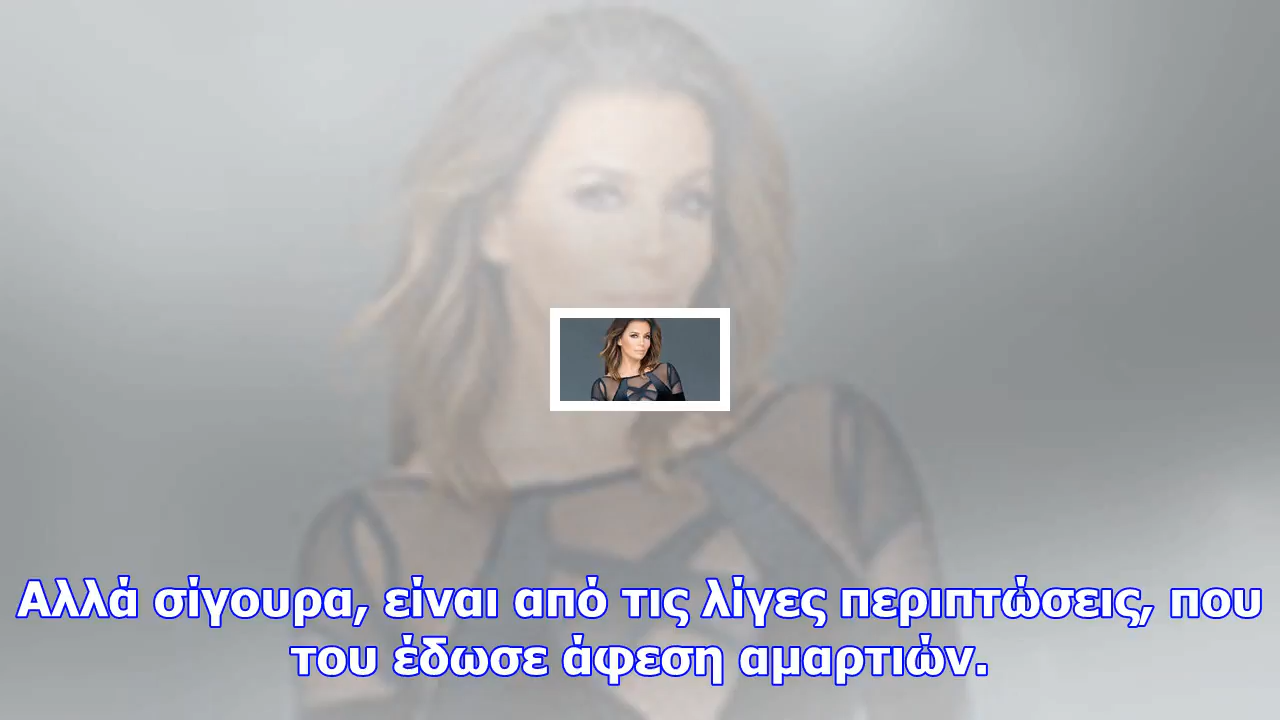 Αλλά σίγουρα, είναι από τις λίγες περιπτώσεις, που
του έδωσε άφεση αμαρτιών.